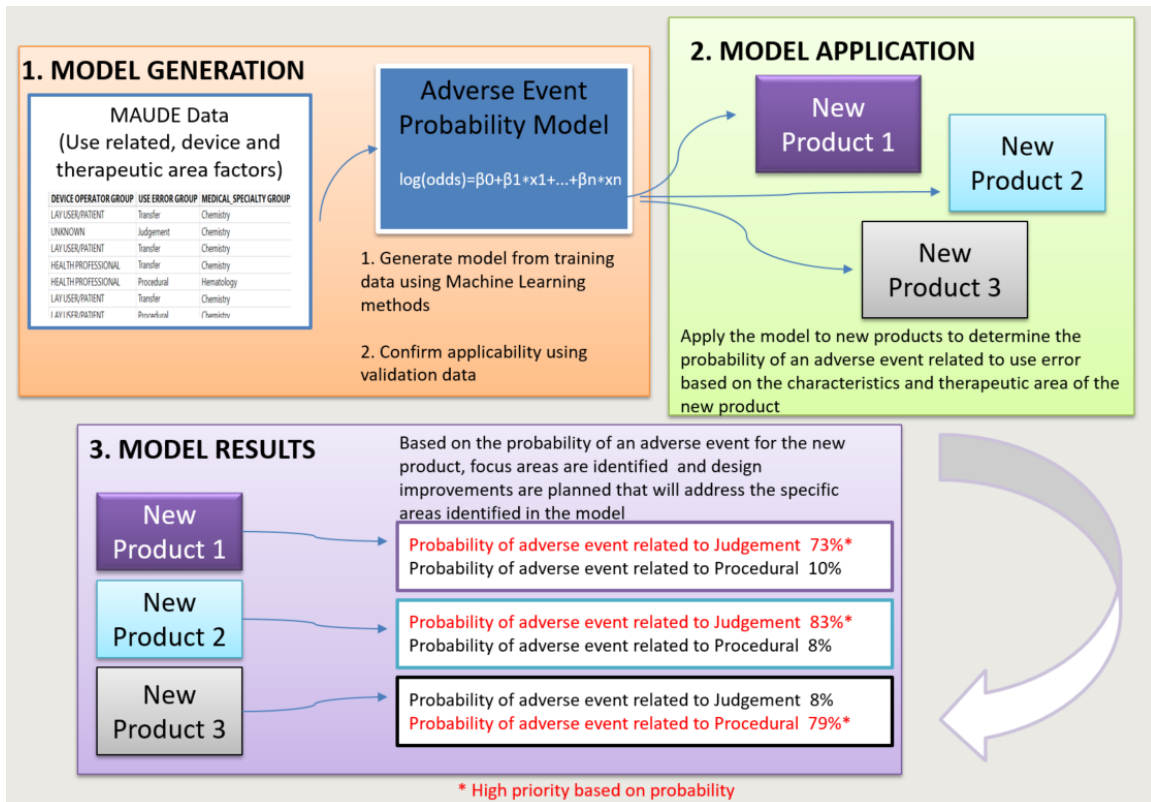 1. MODEL GENERATION
MAUDE Data
(Use related, device and
therapeutic area factors)
DEVICE OPERATOR GROUP USE ERROR GROUP MEDICAL_SPECIALTY GROUP
LAY USER/PATIENT Transfer Chemistry
UNKNOWN Judgement Chemistry
LAY USER/PATIENT Transfer Chemistry
HEALTH PROFESSIONAL Transfer Chemistry
HEALTH PROFESSIONAL Procedural Hematology
LAY USER/PATIENT Transfer Chemistry
LAY USER/PATIENT Procedural Chemistry
Adverse Event
Probability Model
log(odds)=β0+β1*x1+...+βn*xn
1. Generate model from training
data using Machine Learning
methods
2. Confirm applicability using
validation data
2. MODEL APPLICATION
New
Product 1
New
Product 2
New
Product 3
Apply the model to new products to determine the
probability of an adverse event related to use error
based on the characteristics and therapeutic area of the
new product
3. MODEL RESULTS
Based on the probability of an adverse event for the new
product, focus areas are identified and design
improvements are planned that will address the specific
areas identified in the model
New
Product 1
Probability of adverse event related to Judgement 73%*
Probability of adverse event related to Procedural 10%
New
Product 2
Probability of adverse event related to Judgement 83%*
Probability of adverse event related to Procedural 8%
New
Product 3
Probability of adverse event related to Judgement 8%
Probability of adverse event related to Procedural 79%*
* High priority based on probability